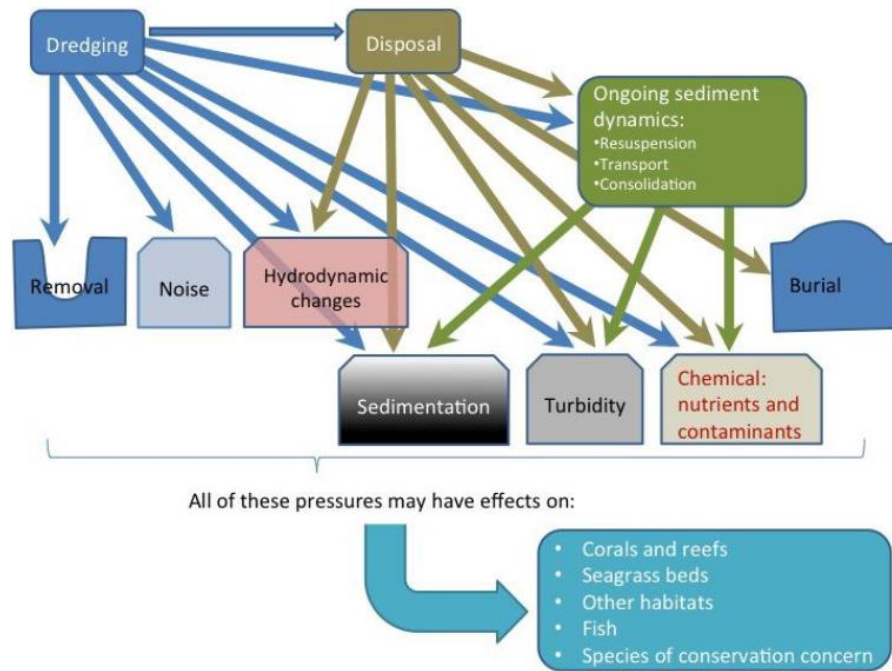 Dredging
Disposal
Ongoing sediment
dynamics:
•Resuspension
•Transport
•Consolidation
Removal
Noise
Hydrodynamic
changes
Burial
Sedimentation
Turbidity
Chemical:
nutrients and
contaminants
All of these pressures may have effects on:
• Corals and reefs
• Seagrass beds
• Other habitats
• Fish
• Species of conservation concern